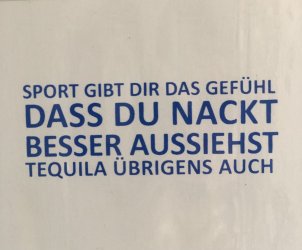 SPORT GIBT DIR DAS GEFÜHL
DASS DU NACKT
BESSER AUSSIEHST
TEQUILA ÜBRIGENS AUCH